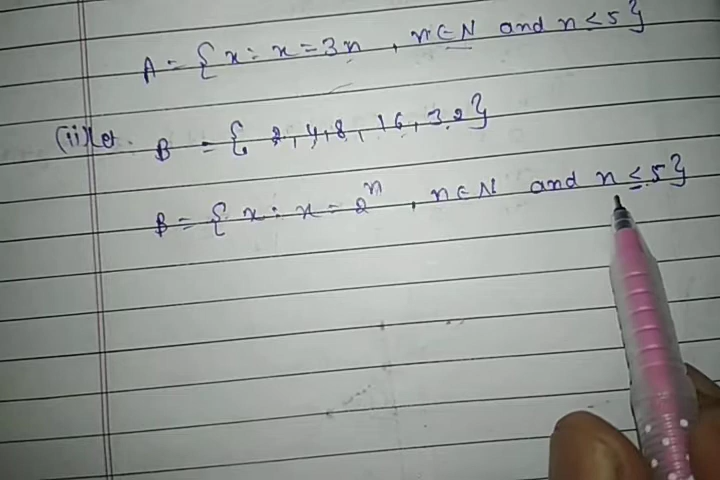 A = { x : x = 3n , n ∈ N and n < 5 }
(ii) Let B = { 2, 4, 8, 16, 32 }
B = { x : x = 2ⁿ , n ∈ N and n ≤ 5 }